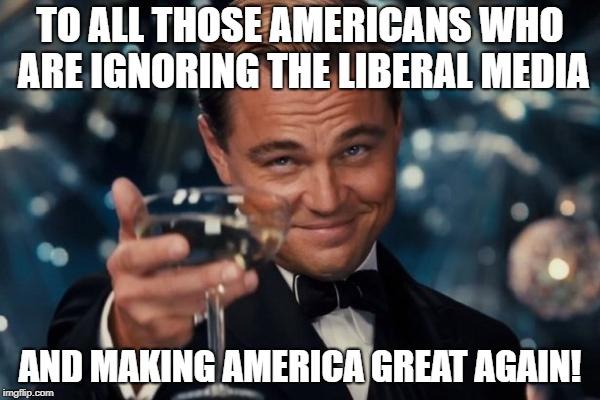 TO ALL THOSE AMERICANS WHO
ARE IGNORING THE LIBERAL MEDIA
AND MAKING AMERICA GREAT AGAIN!
imgflip.com